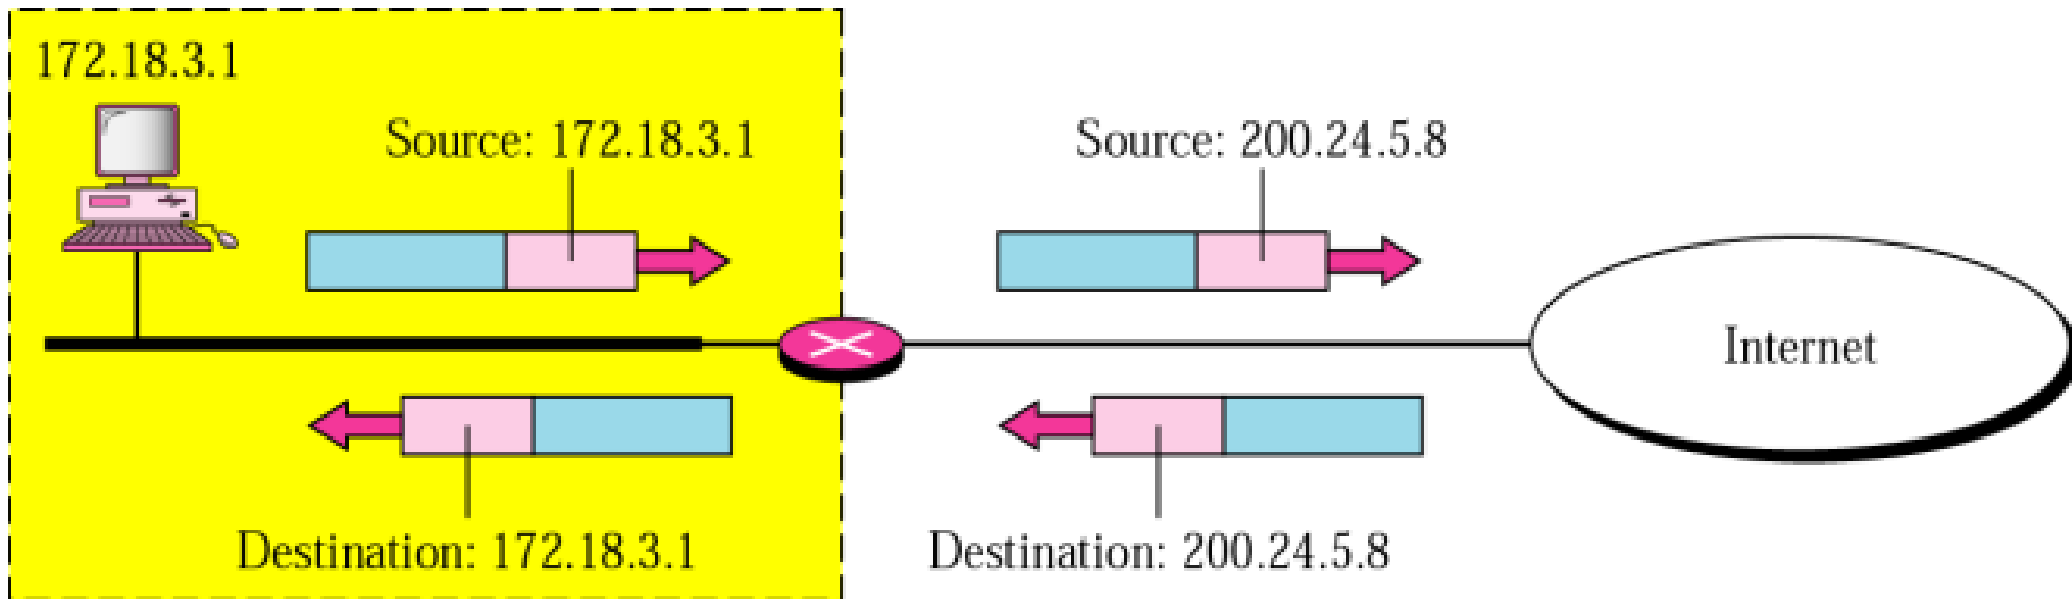 172.18.3.1
Source: 172.18.3.1
Source: 200.24.5.8
Internet
Destination: 172.18.3.1
Destination: 200.24.5.8